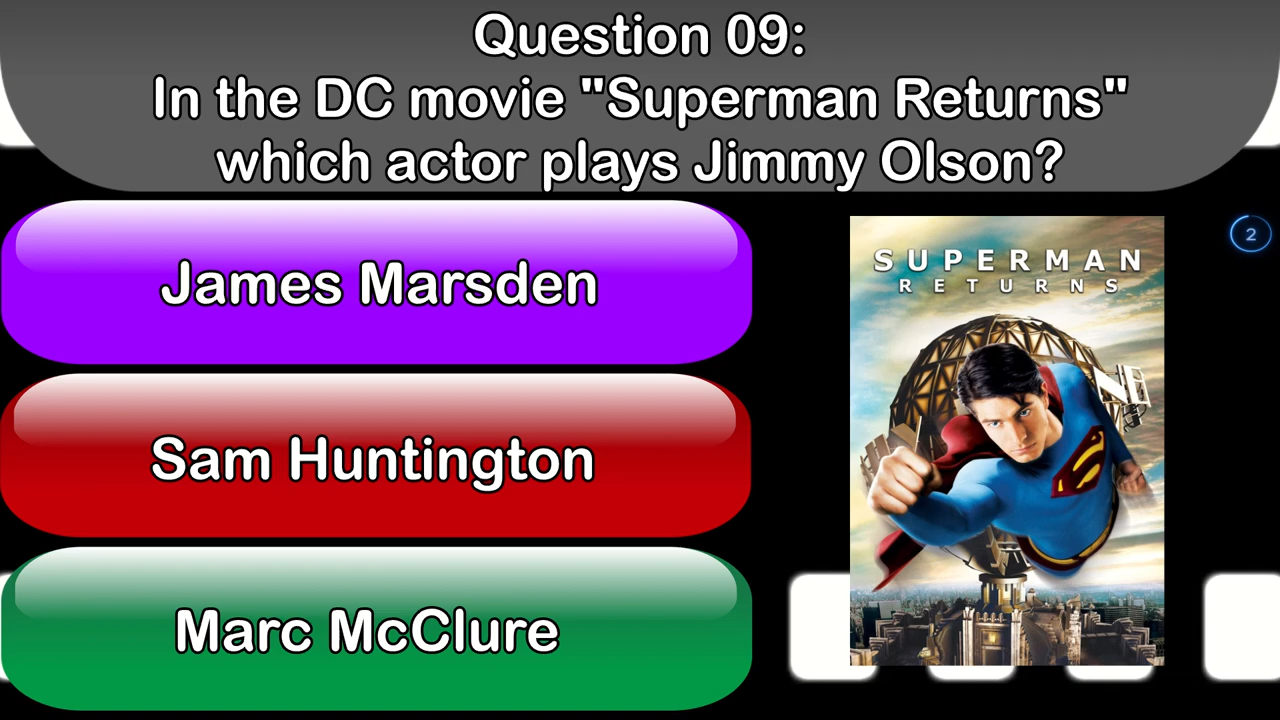 Question 09:
In the DC movie "Superman Returns"
which actor plays Jimmy Olson?
James Marsden
2
SUPERMAN
RETURNS
Sam Huntington
Marc McClure